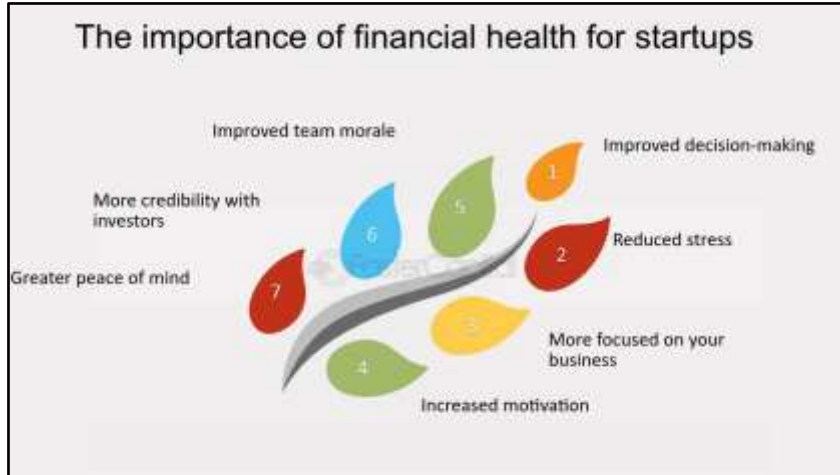 The importance of financial health for startups
Improved team morale
1
Improved decision-making
More credibility with
investors
5
6
2
Reduced stress
Greater peace of mind
7
3
More focused on your
business
4
Increased motivation